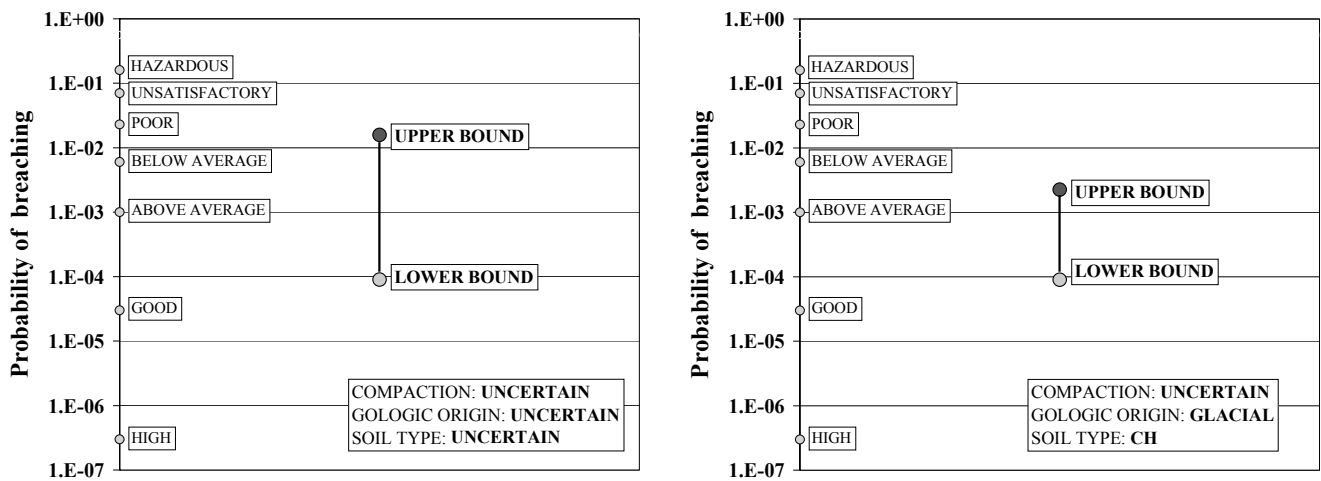 1.E+00
1.E-01
1.E-02
1.E-03
1.E-04
1.E-05
1.E-06
1.E-07
Probability of breaching
HAZARDOUS
UNSATISFACTORY
POOR
BELOW AVERAGE
ABOVE AVERAGE
GOOD
HIGH
UPPER BOUND
LOWER BOUND
COMPACTION: UNCERTAIN
GOLOGIC ORIGIN: UNCERTAIN
SOIL TYPE: UNCERTAIN
1.E+00
1.E-01
1.E-02
1.E-03
1.E-04
1.E-05
1.E-06
1.E-07
Probability of breaching
HAZARDOUS
UNSATISFACTORY
POOR
BELOW AVERAGE
ABOVE AVERAGE
GOOD
HIGH
UPPER BOUND
LOWER BOUND
COMPACTION: UNCERTAIN
GOLOGIC ORIGIN: GLACIAL
SOIL TYPE: CH